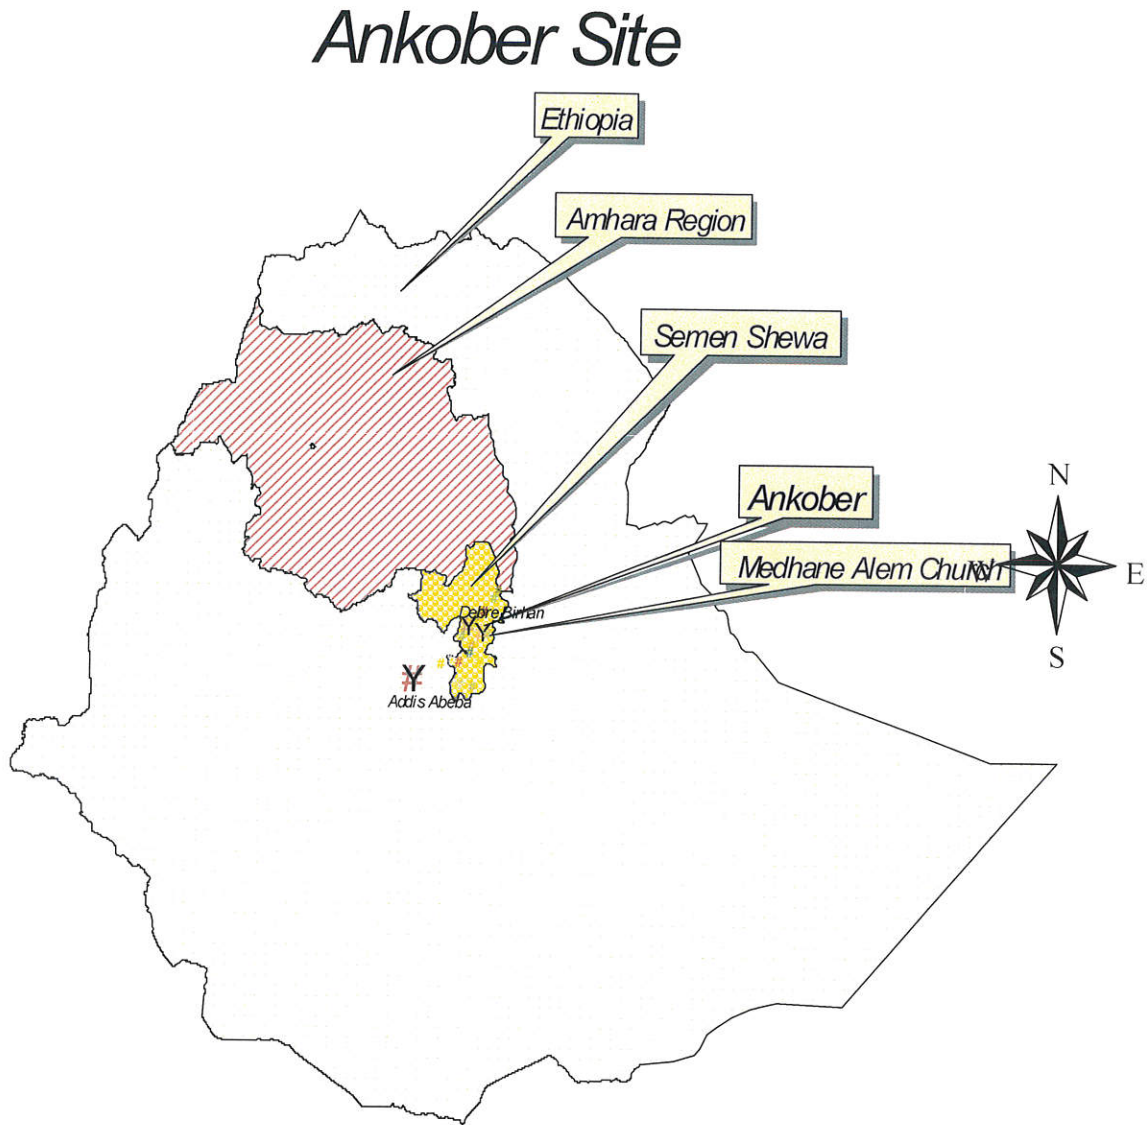 Ankober Site
Ethiopia
Amhara Region
Semen Shewa
Ankober
Medhane Alem Church
N
W
E
S
Debre Birhan
Addis Abeba